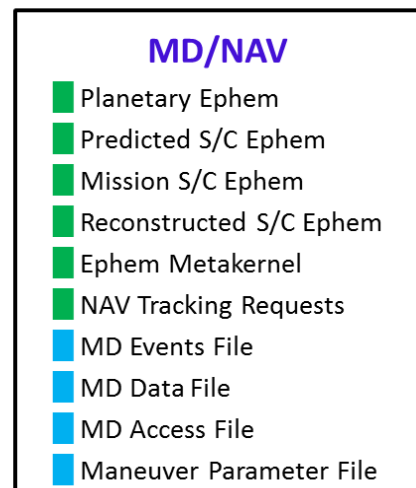 MD/NAV
Planetary Ephem
Predicted S/C Ephem
Mission S/C Ephem
Reconstructed S/C Ephem
Ephem Metakernel
NAV Tracking Requests
MD Events File
MD Data File
MD Access File
Maneuver Parameter File